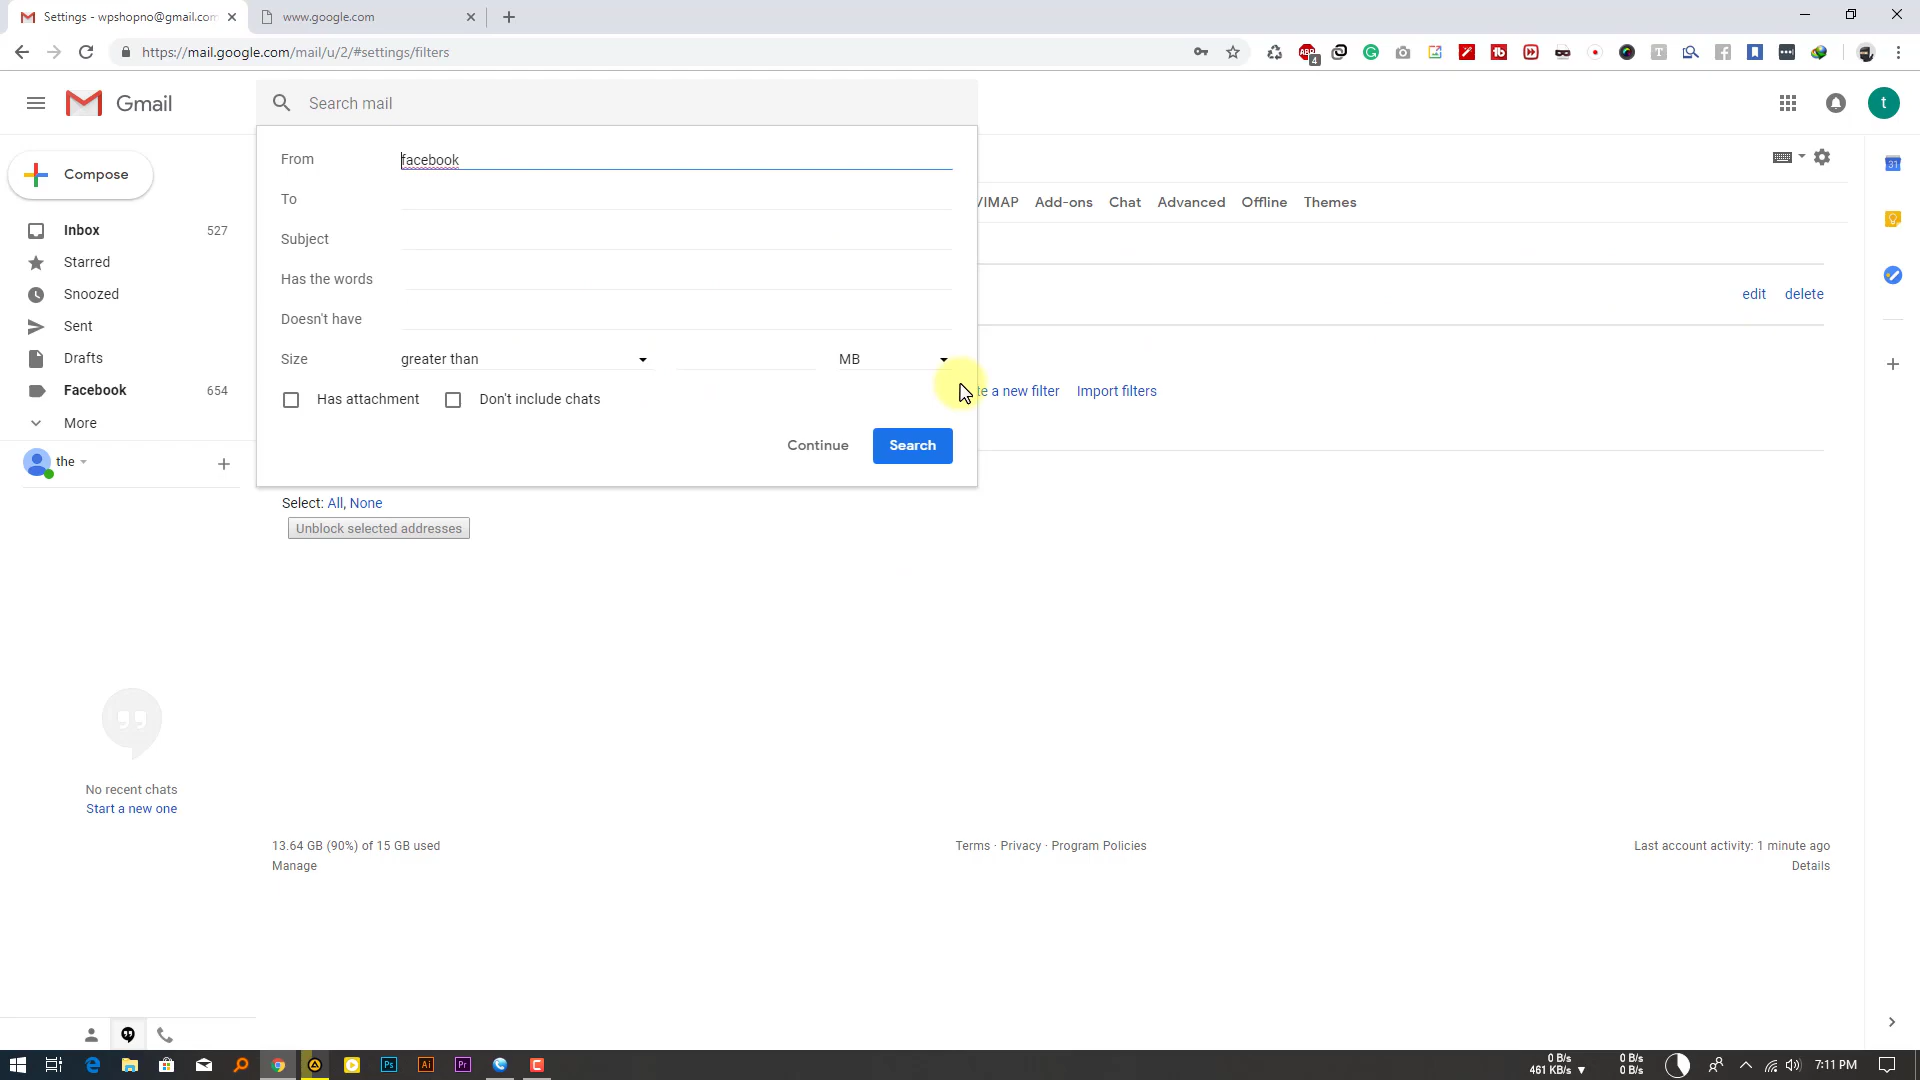 Settings - wpshopno@gmail.com
www.google.com
https://mail.google.com/mail/u/2/#settings/filters
4
Gmail
Search mail
t
Compose
Inbox 527
Starred
Snoozed
Sent
Drafts
Facebook 654
More
the
No recent chats
Start a new one
From facebook
To
Subject
Has the words
Doesn't have
Size greater than MB
Has attachment Don't include chats
Continue Search
/IMAP Add-ons Chat Advanced Offline Themes
edit delete
a new filter Import filters
Select: All, None
Unblock selected addresses
13.64 GB (90%) of 15 GB used
Manage
Terms · Privacy · Program Policies
Last account activity: 1 minute ago
Details
31
0 B/s
461 KB/s
0 B/s
0 B/s
7:11 PM